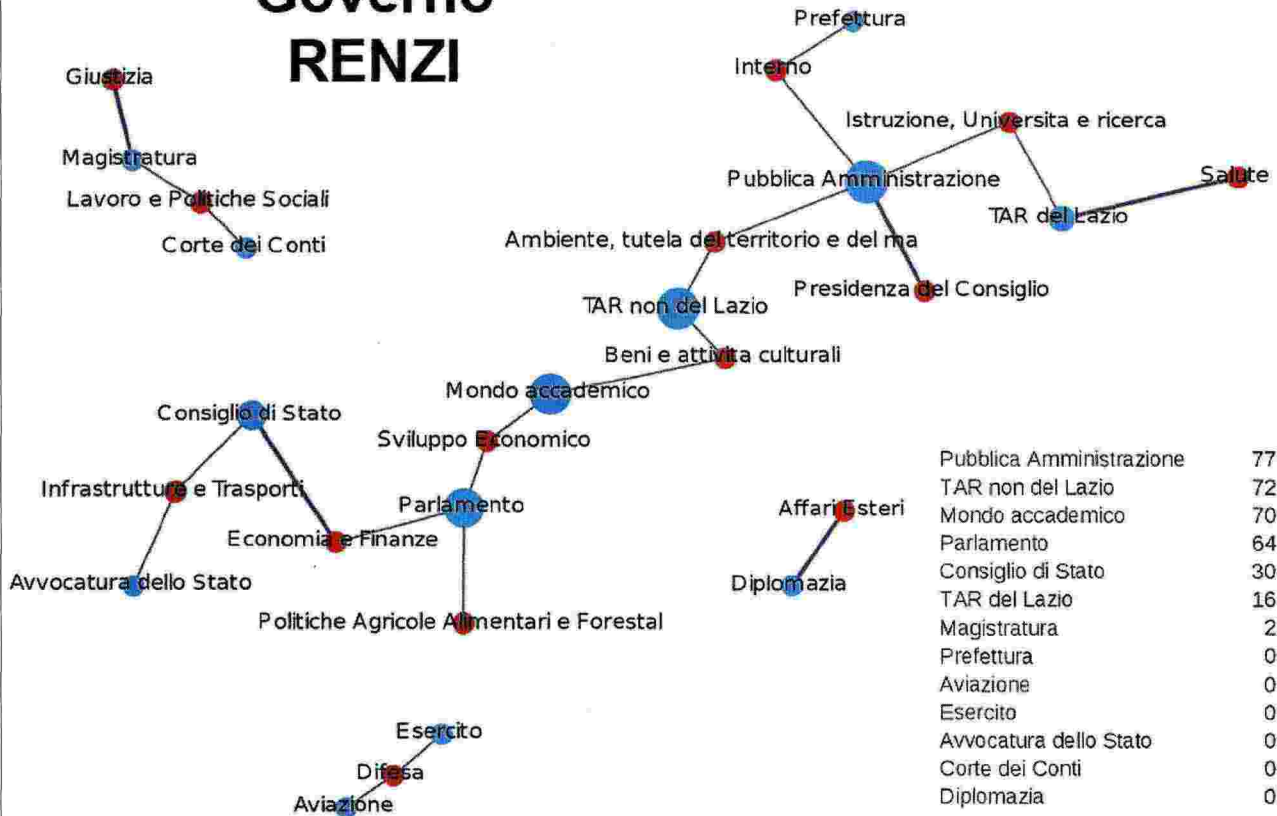 Governo
RENZI
Prefettura
Giustizia
Interno
Istruzione, Universita e ricerca
Magistratura
Pubblica Amministrazione
Salute
Lavoro e Politiche Sociali
TAR del Lazio
Corte dei Conti
Ambiente, tutela del territorio e del ma
Presidenza del Consiglio
TAR non del Lazio
Beni e attivita culturali
Mondo accademico
Consiglio di Stato
Sviluppo Economico
Infrastrutture e Trasporti
Parlamento
Affari Esteri
Economia e Finanze
Avvocatura dello Stato
Diplomazia
Politiche Agricole Alimentari e Forestal
Esercito
Difesa
Aviazione
Pubblica Amministrazione 77
TAR non del Lazio 72
Mondo accademico 70
Parlamento 64
Consiglio di Stato 30
TAR del Lazio 16
Magistratura 2
Prefettura 0
Aviazione 0
Esercito 0
Avvocatura dello Stato 0
Corte dei Conti 0
Diplomazia 0